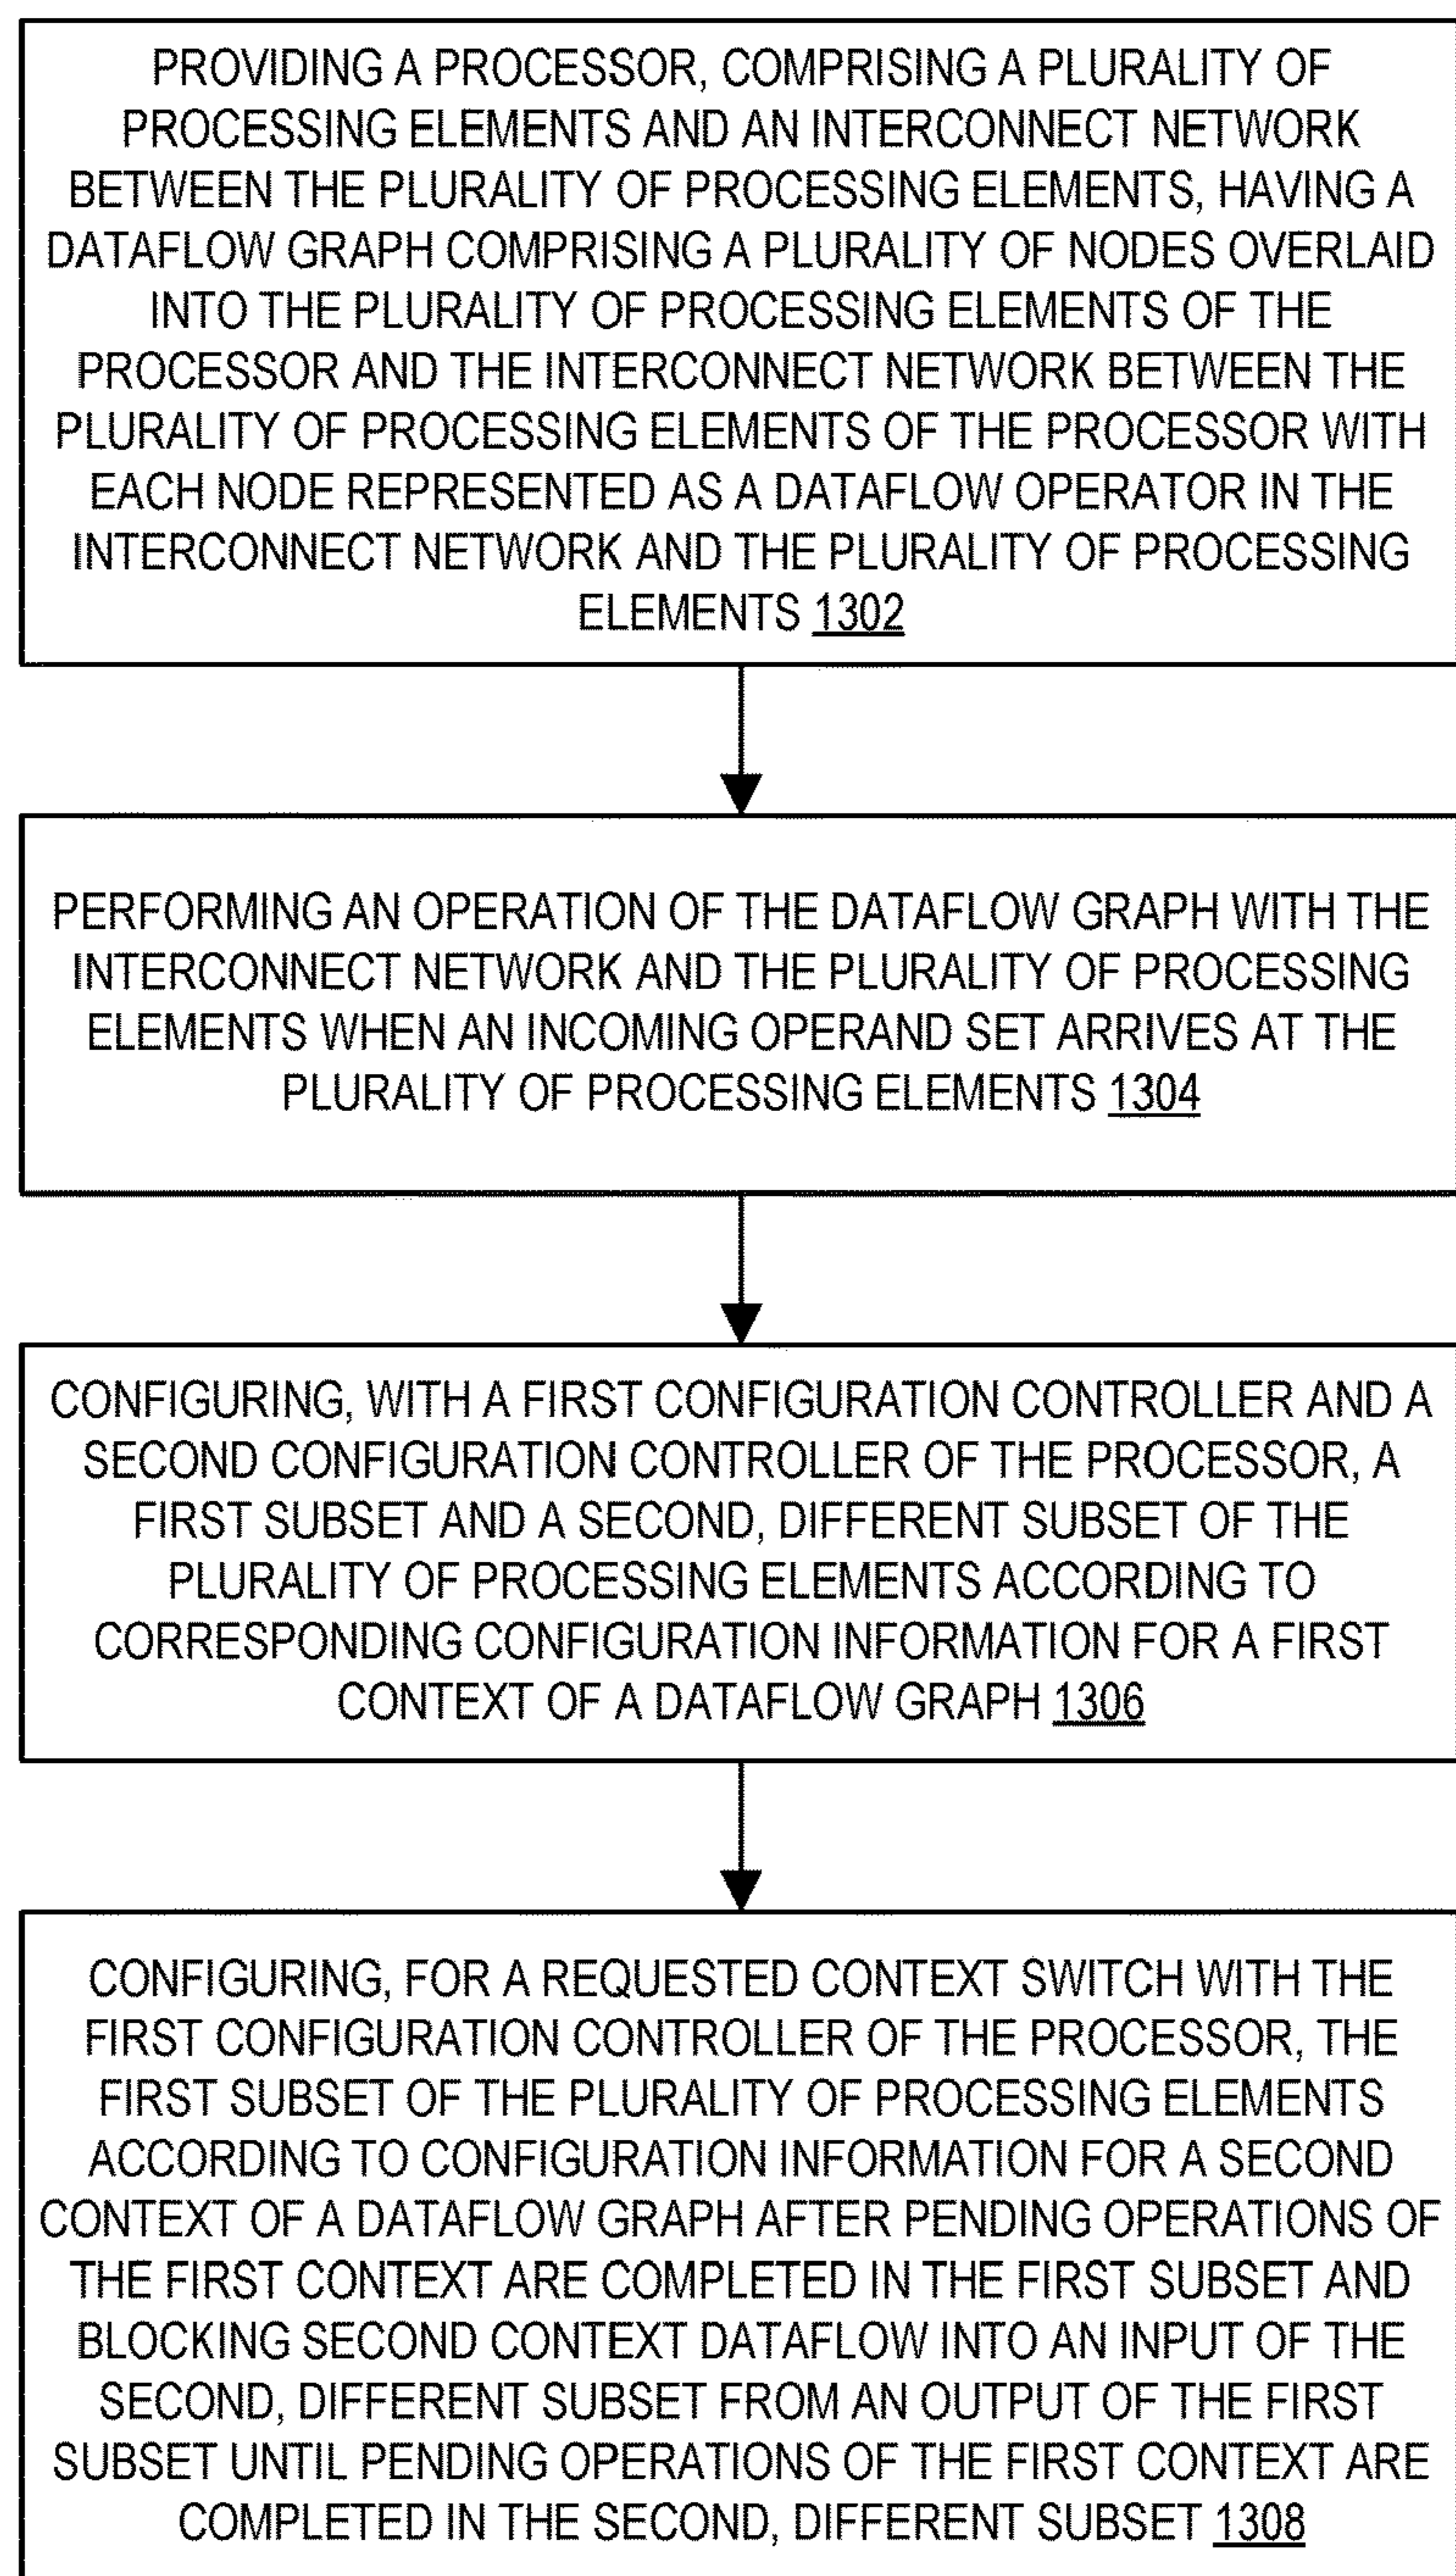 PROVIDING A PROCESSOR, COMPRISING A PLURALITY OF
PROCESSING ELEMENTS AND AN INTERCONNECT NETWORK
BETWEEN THE PLURALITY OF PROCESSING ELEMENTS, HAVING A
DATAFLOW GRAPH COMPRISING A PLURALITY OF NODES OVERLAID
INTO THE PLURALITY OF PROCESSING ELEMENTS OF THE
PROCESSOR AND THE INTERCONNECT NETWORK BETWEEN THE
PLURALITY OF PROCESSING ELEMENTS OF THE PROCESSOR WITH
EACH NODE REPRESENTED AS A DATAFLOW OPERATOR IN THE
INTERCONNECT NETWORK AND THE PLURALITY OF PROCESSING
ELEMENTS 1302
PERFORMING AN OPERATION OF THE DATAFLOW GRAPH WITH THE
INTERCONNECT NETWORK AND THE PLURALITY OF PROCESSING
ELEMENTS WHEN AN INCOMING OPERAND SET ARRIVES AT THE
PLURALITY OF PROCESSING ELEMENTS 1304
CONFIGURING, WITH A FIRST CONFIGURATION CONTROLLER AND A
SECOND CONFIGURATION CONTROLLER OF THE PROCESSOR, A
FIRST SUBSET AND A SECOND, DIFFERENT SUBSET OF THE
PLURALITY OF PROCESSING ELEMENTS ACCORDING TO
CORRESPONDING CONFIGURATION INFORMATION FOR A FIRST
CONTEXT OF A DATAFLOW GRAPH 1306
CONFIGURING, FOR A REQUESTED CONTEXT SWITCH WITH THE
FIRST CONFIGURATION CONTROLLER OF THE PROCESSOR, THE
FIRST SUBSET OF THE PLURALITY OF PROCESSING ELEMENTS
ACCORDING TO CONFIGURATION INFORMATION FOR A SECOND
CONTEXT OF A DATAFLOW GRAPH AFTER PENDING OPERATIONS OF
THE FIRST CONTEXT ARE COMPLETED IN THE FIRST SUBSET AND
BLOCKING SECOND CONTEXT DATAFLOW INTO AN INPUT OF THE
SECOND, DIFFERENT SUBSET FROM AN OUTPUT OF THE FIRST
SUBSET UNTIL PENDING OPERATIONS OF THE FIRST CONTEXT ARE
COMPLETED IN THE SECOND, DIFFERENT SUBSET 1308